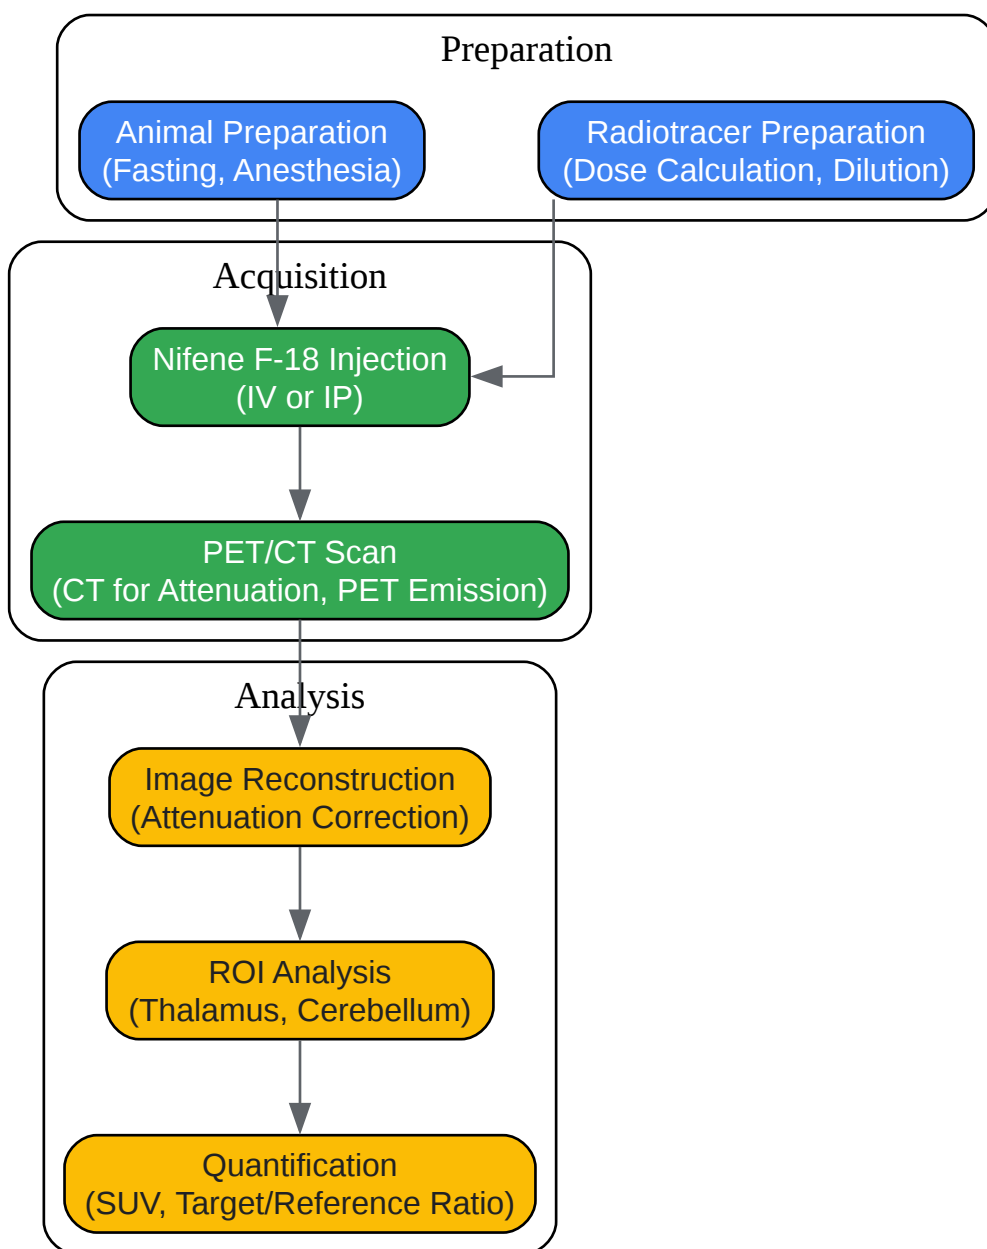 Preparation
Animal Preparation
(Fasting, Anesthesia)
Radiotracer Preparation
(Dose Calculation, Dilution)
Acquisition
Nifene F-18 Injection
(IV or IP)
PET/CT Scan
(CT for Attenuation, PET Emission)
Analysis
Image Reconstruction
(Attenuation Correction)
ROI Analysis
(Thalamus, Cerebellum)
Quantification
(SUV, Target/Reference Ratio)